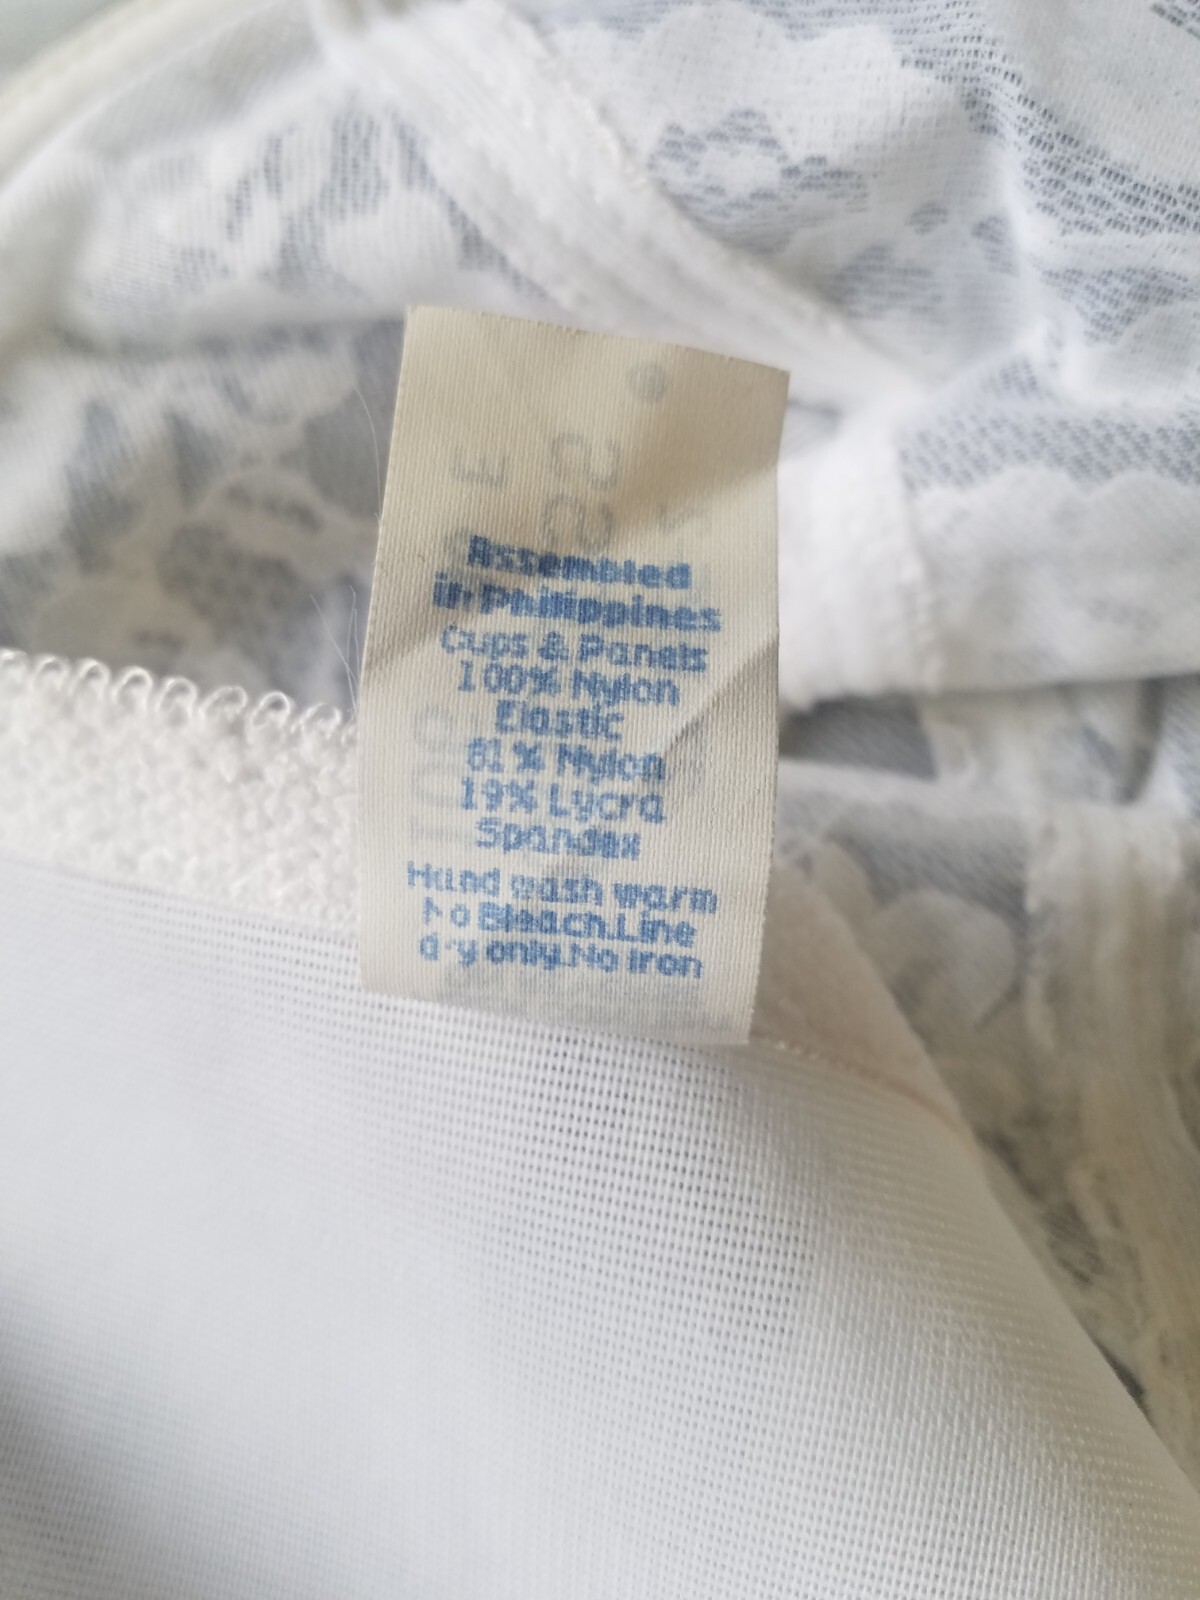 Assembled
in Philippines
Cups & Panels
100% Nylon
Elastic
81% Nylon
19% Lycra
Spandex
Hand wash warm
No Bleach.Line
dry only.No iron